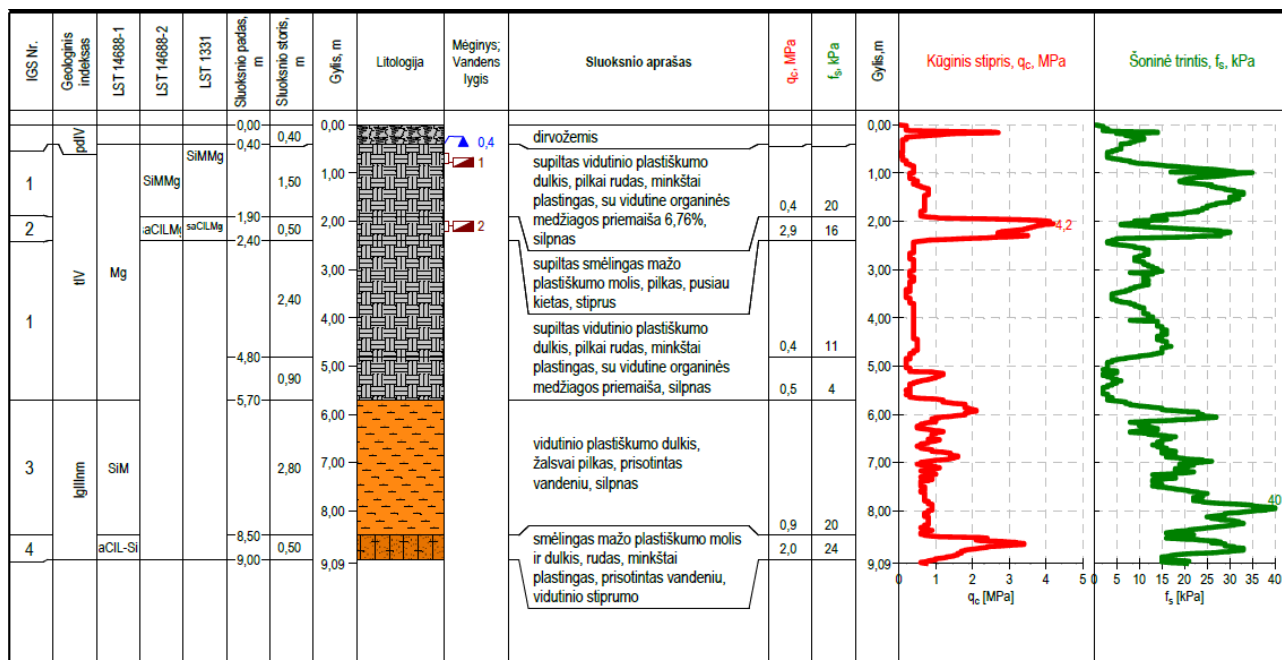 IGS Nr.
Geologinis indeksas
LST 14688-1
LST 14688-2
LST 1331
Sluoksnio padas, m
Sluoksnio storis, m
Gylis, m
Litologija
Mėginys;
Vandens
lygis
Sluoksnio aprašas
qc, MPa
fs, kPa
Gylis,m
Kūginis stipris, qc, MPa
Šoninė trintis, fs, kPa
1
2
1
3
4
pdIV
tIV
lgIIInm
Mg
SiM
aCIL-Si
SiMMg
aCILMg
SiMMg
saCILMg
0,00
0,40
1,90
2,40
4,80
5,70
8,50
9,00
0,40
1,50
0,50
2,40
0,90
2,80
0,50
0,00
1,00
2,00
3,00
4,00
5,00
6,00
7,00
8,00
9,09
0,4
1
2
dirvožemis
supiltas vidutinio plastiškumo
dulkis, pilkai rudas, minkštai
plastingas, su vidutine organinės
medžiagos priemaiša 6,76%,
silpnas
supiltas smėlingas mažo
plastiškumo molis, pilkas, pusiau
kietas, stiprus
supiltas vidutinio plastiškumo
dulkis, pilkai rudas, minkštai
plastingas, su vidutine organinės
medžiagos priemaiša, silpnas
vidutinio plastiškumo dulkis,
žalsvai pilkas, prisotintas
vandeniu, silpnas
smėlingas mažo plastiškumo molis
ir dulkis, rudas, minkštai
plastingas, prisotintas vandeniu,
vidutinio stiprumo
0,4 20
2,9 16
0,4 11
0,5 4
0,9 20
2,0 24
0,00
1,00
2,00
3,00
4,00
5,00
6,00
7,00
8,00
9,09
4,2
0 1 2 3 4 5
qc [MPa]
40
0 5 10 15 20 25 30 35 40
fs [kPa]